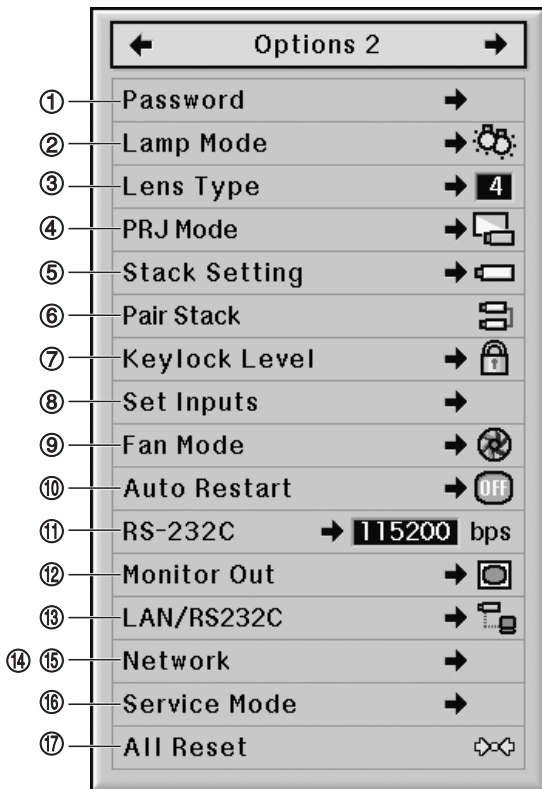 Options 2
① Password
② Lamp Mode
③ Lens Type 4
④ PRJ Mode
⑤ Stack Setting
⑥ Pair Stack
⑦ Keylock Level
⑧ Set Inputs
⑨ Fan Mode
⑩ Auto Restart OFF
⑪ RS-232C 115200 bps
⑫ Monitor Out
⑬ LAN/RS232C
⑭ ⑮ Network
⑯ Service Mode
⑰ All Reset